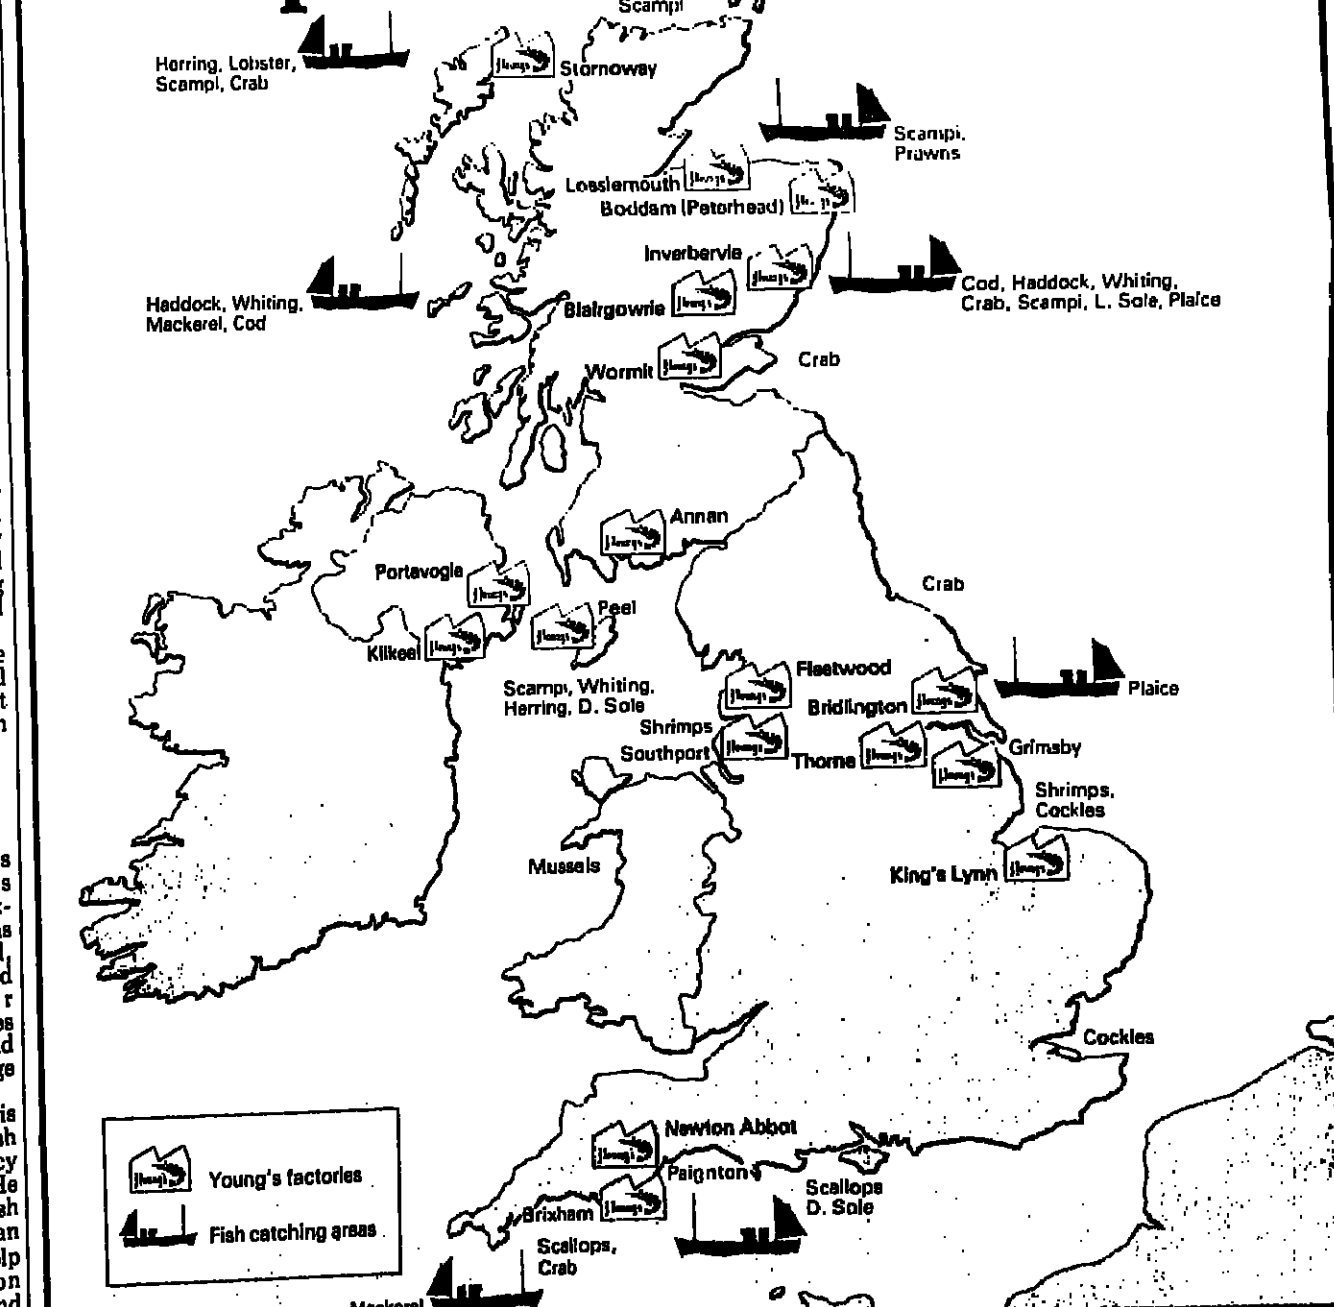 Scampi
Herring, Lobster,
Scampi, Crab
Stornoway
Scampi,
Prawns
Lossiemouth
Boddam (Peterhead)
Inverbervie
Cod, Haddock, Whiting,
Crab, Scampi, L. Sole, Plaice
Haddock, Whiting,
Mackerel, Cod
Blairgowrie
Wormit
Crab
Annan
Portavogie
Crab
Peel
Kilkeel
Scampi, Whiting,
Herring, D. Sole
Fleetwood
Plaice
Bridlington
Shrimps
Southport
Thorne
Grimsby
Shrimps,
Cockles
Mussels
King's Lynn
Cockles
Newton Abbot
Paignton
Scallops
D. Sole
Brixham
Scallops,
Crab
Mackerel
Young's factories
Fish catching areas